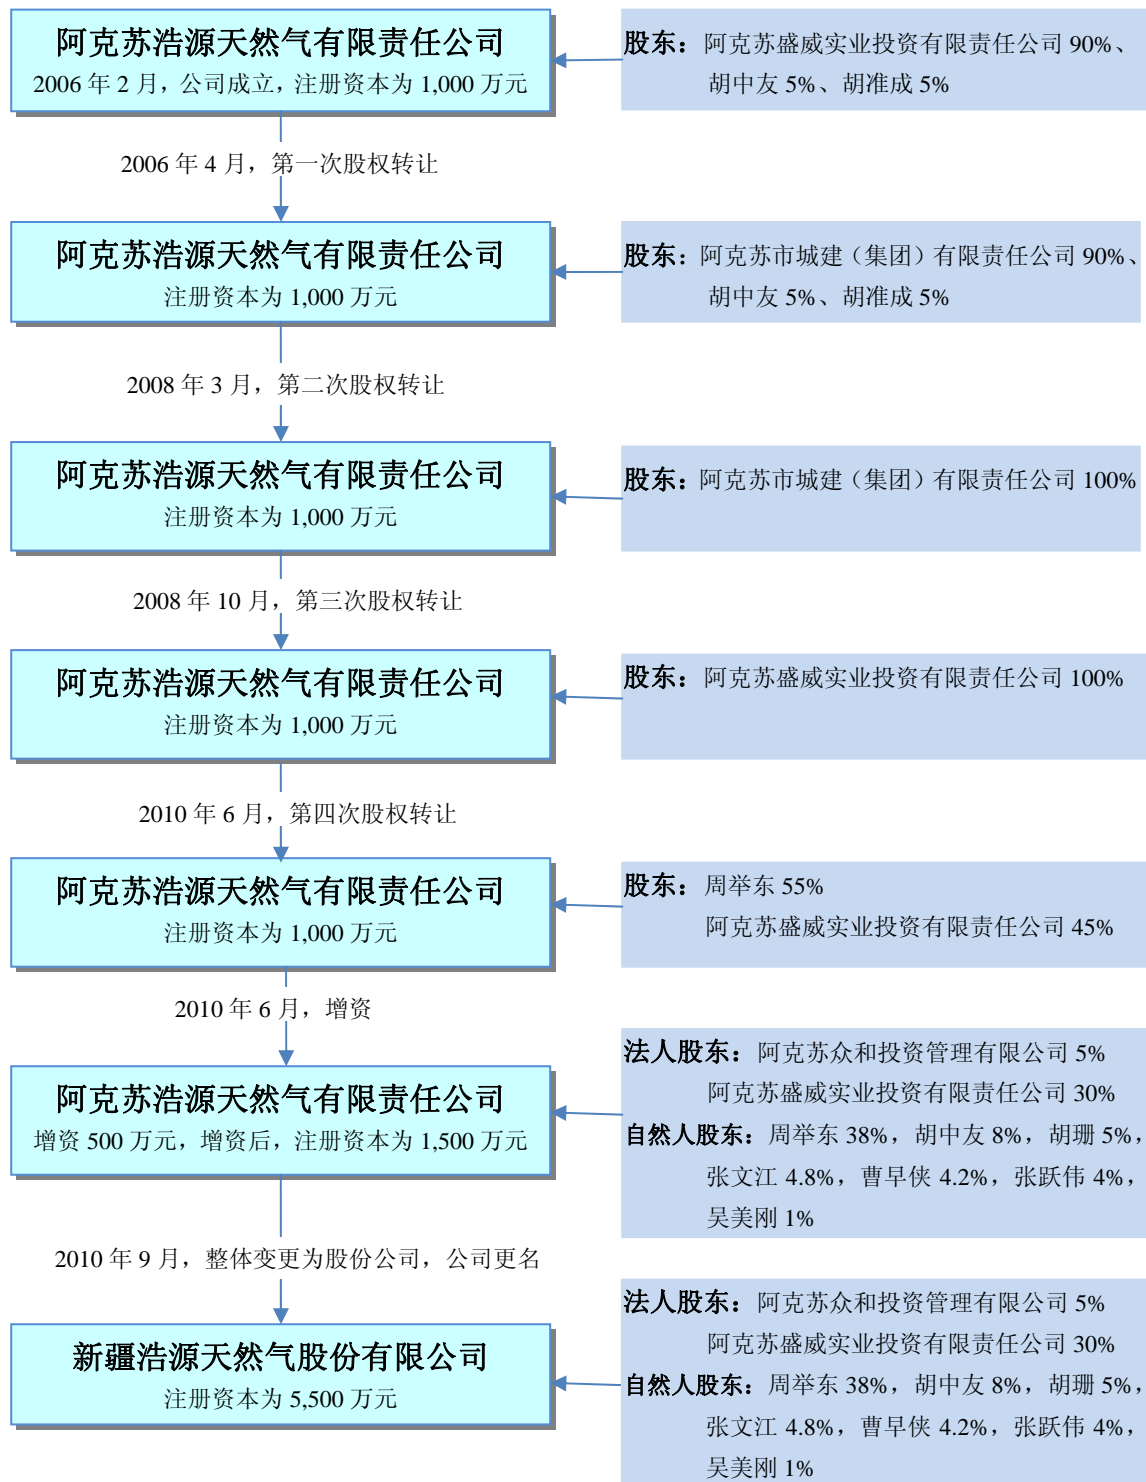 阿克苏浩源天然气有限责任公司
2006 年 2 月，公司成立，注册资本为 1,000 万元
股东：阿克苏盛威实业投资有限责任公司 90%、
胡中友 5%、胡准成 5%
2006 年 4 月，第一次股权转让
阿克苏浩源天然气有限责任公司
注册资本为 1,000 万元
股东：阿克苏市城建（集团）有限责任公司 90%、
胡中友 5%、胡准成 5%
2008 年 3 月，第二次股权转让
阿克苏浩源天然气有限责任公司
注册资本为 1,000 万元
股东：阿克苏市城建（集团）有限责任公司 100%
2008 年 10 月，第三次股权转让
阿克苏浩源天然气有限责任公司
注册资本为 1,000 万元
股东：阿克苏盛威实业投资有限责任公司 100%
2010 年 6 月，第四次股权转让
阿克苏浩源天然气有限责任公司
注册资本为 1,000 万元
股东：周举东 55%
阿克苏盛威实业投资有限责任公司 45%
2010 年 6 月，增资
阿克苏浩源天然气有限责任公司
增资 500 万元，增资后，注册资本为 1,500 万元
法人股东：阿克苏众和投资管理有限公司 5%
阿克苏盛威实业投资有限责任公司 30%
自然人股东：周举东 38%，胡中友 8%，胡珊 5%，
张文江 4.8%，曹早侠 4.2%，张跃伟 4%，
吴美刚 1%
2010 年 9 月，整体变更为股份公司，公司更名
新疆浩源天然气股份有限公司
注册资本为 5,500 万元
法人股东：阿克苏众和投资管理有限公司 5%
阿克苏盛威实业投资有限责任公司 30%
自然人股东：周举东 38%，胡中友 8%，胡珊 5%，
张文江 4.8%，曹早侠 4.2%，张跃伟 4%，
吴美刚 1%